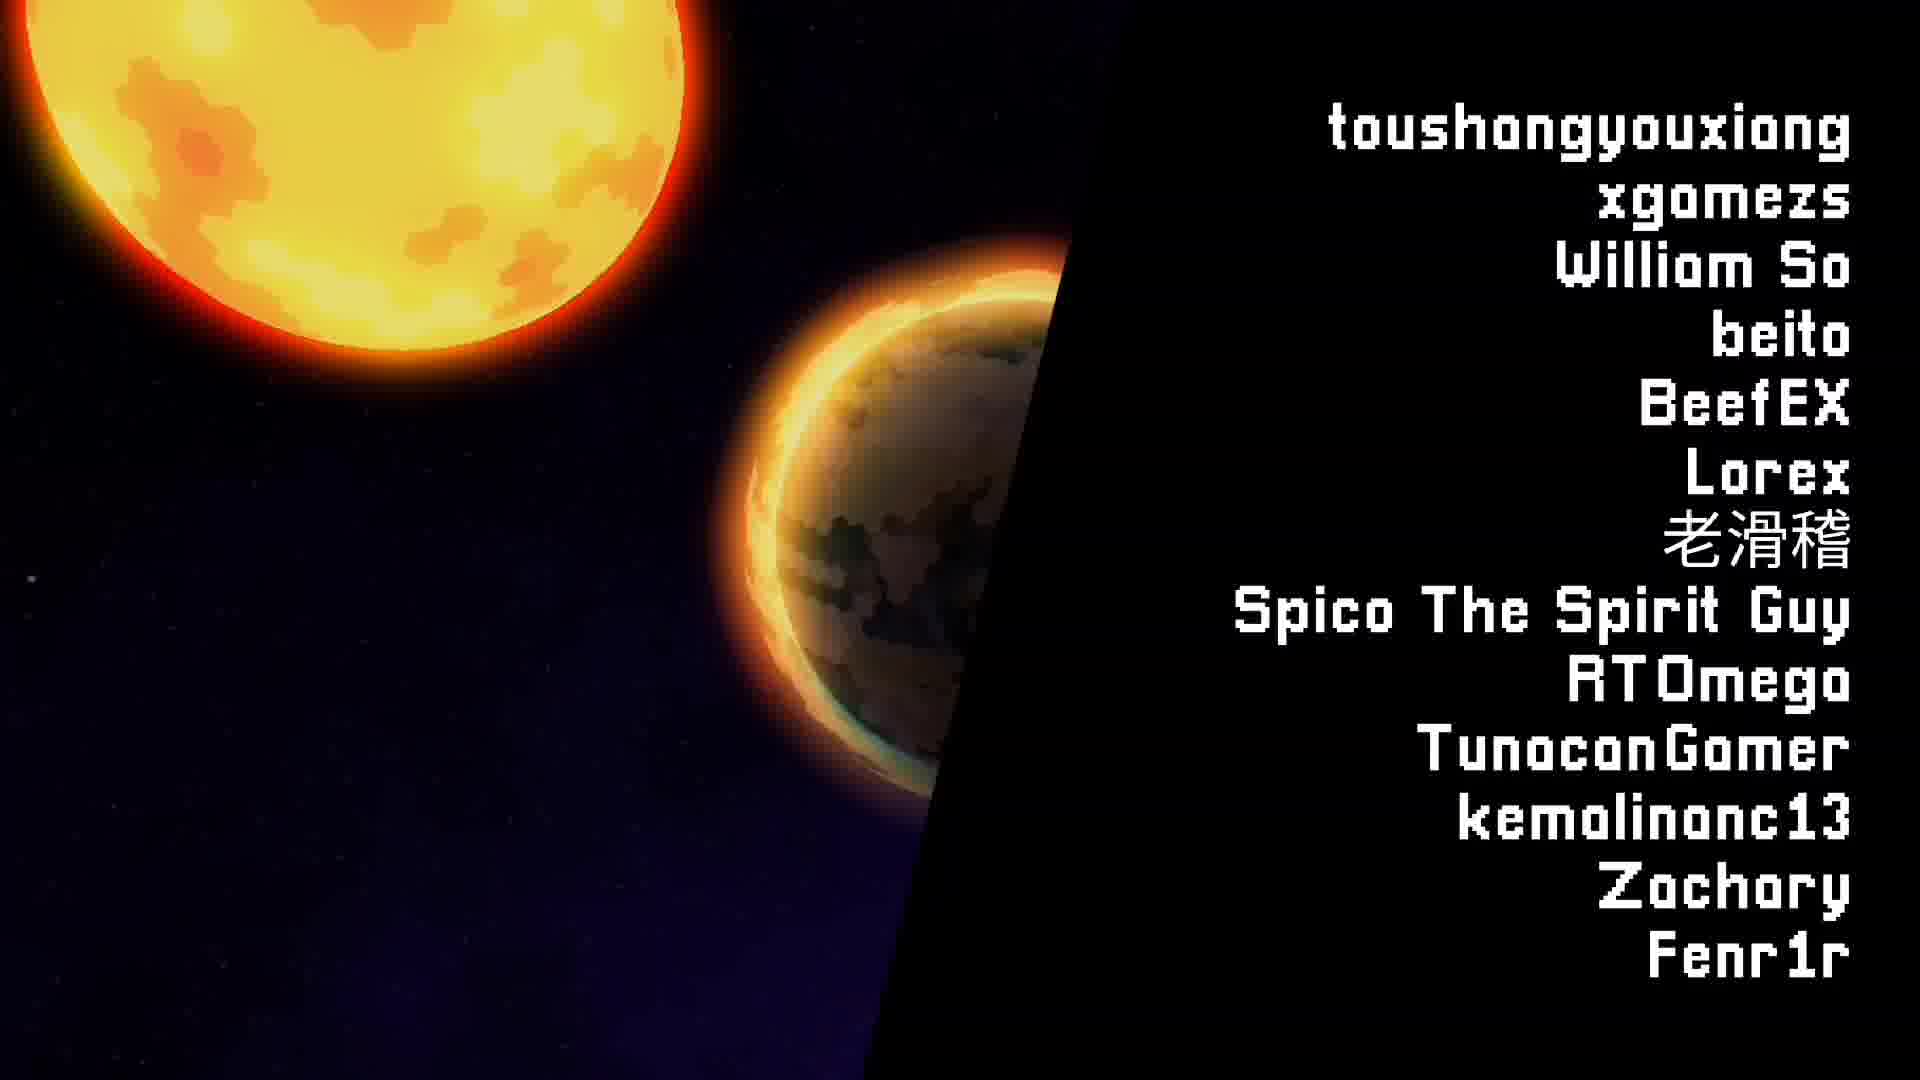 toushangyouxiang
xgamezs
William So
beito
BeefEX
Lorex
老滑稽
Spico The Spirit Guy
RTOmega
TunacanGamer
kemalinanc13
Zachary
Fenr1r